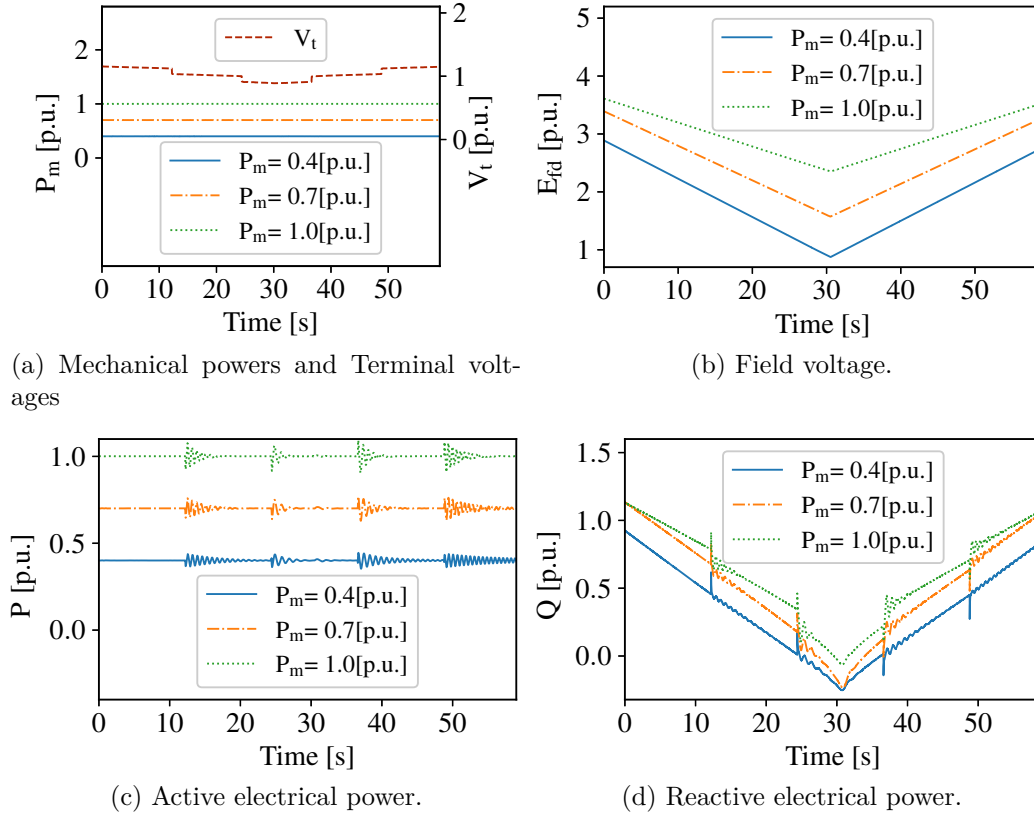 2
1
0
P_m [p.u.]
2
1
0
V_t [p.u.]
V_t
P_m= 0.4[p.u.]
P_m= 0.7[p.u.]
P_m= 1.0[p.u.]
0 10 20 30 40 50
Time [s]
(a) Mechanical powers and Terminal volt-
ages
5
4
3
2
1
E_fd [p.u.]
P_m= 0.4[p.u.]
P_m= 0.7[p.u.]
P_m= 1.0[p.u.]
0 10 20 30 40 50
Time [s]
(b) Field voltage.
1.0
0.5
0.0
P [p.u.]
P_m= 0.4[p.u.]
P_m= 0.7[p.u.]
P_m= 1.0[p.u.]
0 10 20 30 40 50
Time [s]
(c) Active electrical power.
1.5
1.0
0.5
0.0
Q [p.u.]
P_m= 0.4[p.u.]
P_m= 0.7[p.u.]
P_m= 1.0[p.u.]
0 10 20 30 40 50
Time [s]
(d) Reactive electrical power.